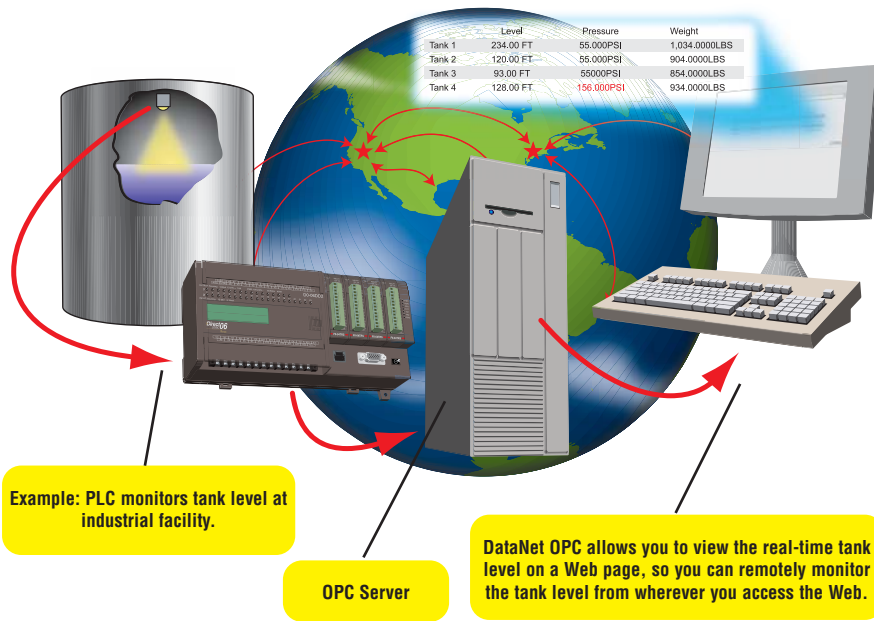 Level Pressure Weight
Tank 1 234.00 FT 55.000PSI 1,034.0000LBS
Tank 2 120.00 FT 55.000PSI 904.0000LBS
Tank 3 93.00 FT 55000PSI 854.0000LBS
Tank 4 128.00 FT 156.000PSI 934.0000LBS
Direct 06
Example: PLC monitors tank level at
industrial facility.
OPC Server
DataNet OPC allows you to view the real-time tank
level on a Web page, so you can remotely monitor
the tank level from wherever you access the Web.